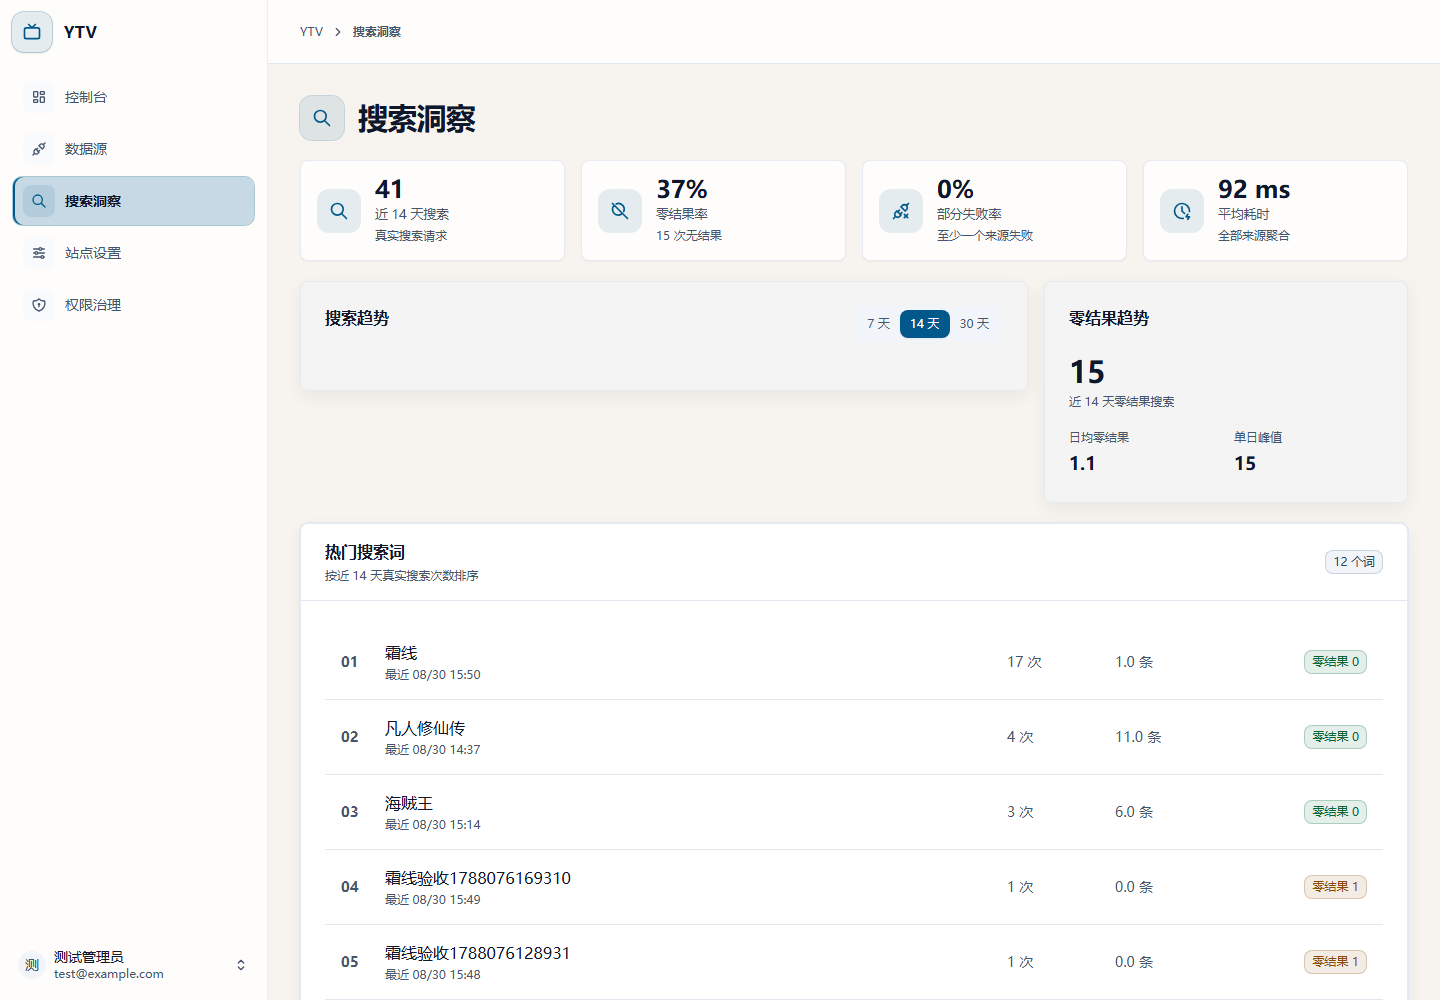 YTV
YTV > 搜索洞察
控制台
数据源
搜索洞察
站点设置
权限治理
搜索洞察
41
近 14 天搜索
真实搜索请求
37%
零结果率
15 次无结果
0%
部分失败率
至少一个来源失败
92 ms
平均耗时
全部来源聚合
搜索趋势
7 天 14 天 30 天
零结果趋势
15
近 14 天零结果搜索
日均零结果 单日峰值
1.1 15
热门搜索词
按近 14 天真实搜索次数排序
12 个词
01 霜线 17 次 1.0 条 零结果 0
最近 08/30 15:50
02 凡人修仙传 4 次 11.0 条 零结果 0
最近 08/30 14:37
03 海贼王 3 次 6.0 条 零结果 0
最近 08/30 15:14
04 霜线验收1788076169310 1 次 0.0 条 零结果 1
最近 08/30 15:49
05 霜线验收1788076128931 1 次 0.0 条 零结果 1
最近 08/30 15:48
测 测试管理员
test@example.com